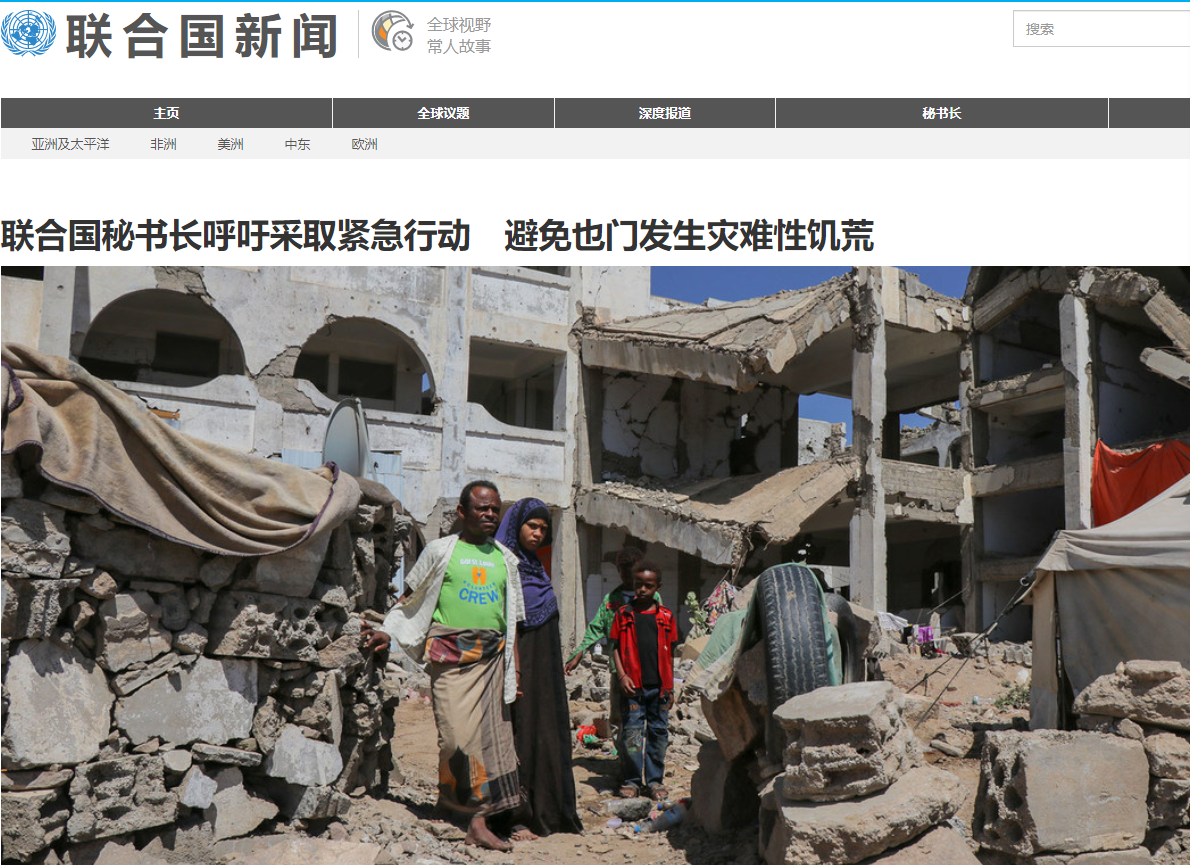 联合国新闻
全球视野
常人故事
搜索
主页 全球议题 深度报道 秘书长
亚洲及太平洋 非洲 美洲 中东 欧洲
联合国秘书长呼吁采取紧急行动 避免也门发生灾难性饥荒
CREW